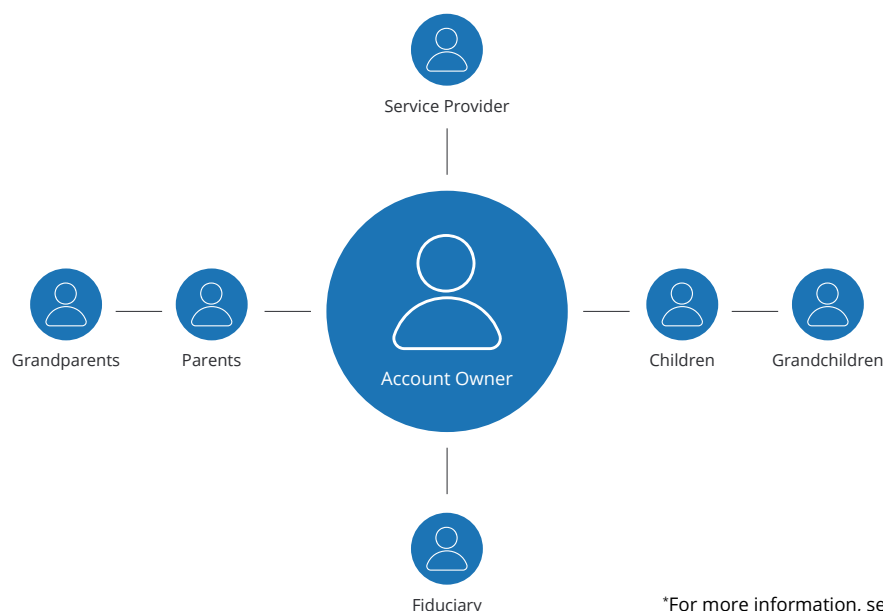 Service Provider
Grandparents
Parents
Account Owner
Children
Grandchildren
Fiduciary
*For more information, se